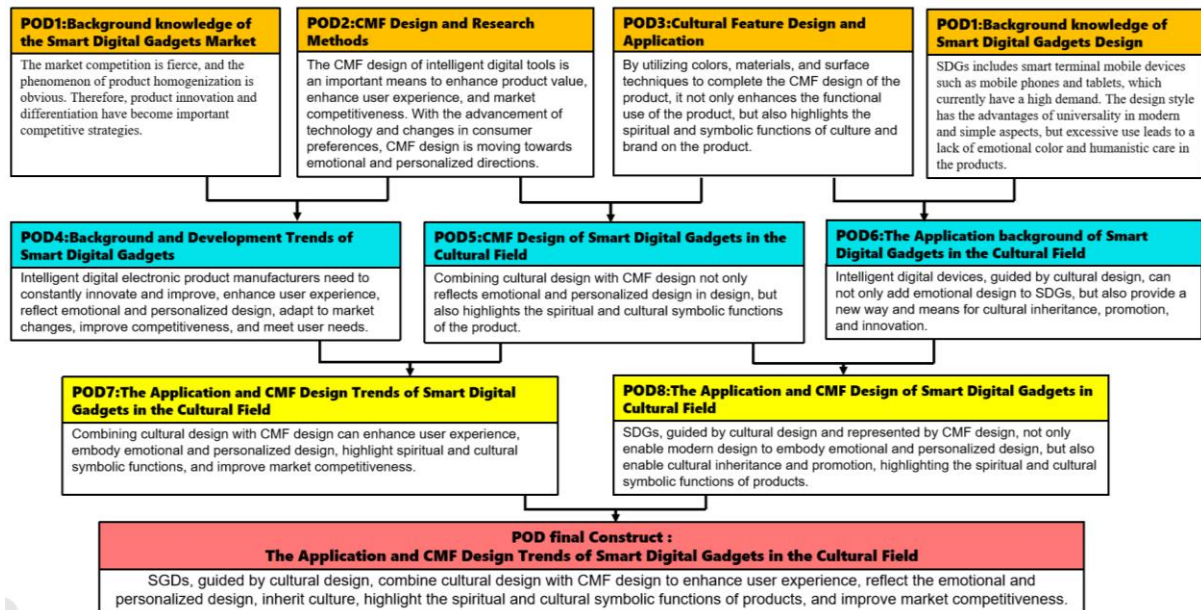 POD1:Background knowledge of
the Smart Digital Gadgets Market
The market competition is fierce, and the
phenomenon of product homogenization is
obvious. Therefore, product innovation and
differentiation have become important
competitive strategies.
POD2:CMF Design and Research
Methods
The CMF design of intelligent digital tools is
an important means to enhance product value,
enhance user experience, and market
competitiveness. With the advancement of
technology and changes in consumer
preferences, CMF design is moving towards
emotional and personalized directions.
POD3:Cultural Feature Design and
Application
By utilizing colors, materials, and surface
techniques to complete the CMF design of the
product, it not only enhances the functional
use of the product, but also highlights the
spiritual and symbolic functions of culture and
brand on the product.
POD1:Background knowledge of
Smart Digital Gadgets Design
SDGs includes smart terminal mobile devices
such as mobile phones and tablets, which
currently have a high demand. The design style
has the advantages of universality in modern
and simple aspects, but excessive use leads to a
lack of emotional color and humanistic care in
the products.
POD4:Background and Development Trends of
Smart Digital Gadgets
Intelligent digital electronic product manufacturers need to
constantly innovate and improve, enhance user experience,
reflect emotional and personalized design, adapt to market
changes, improve competitiveness, and meet user needs.
POD5:CMF Design of Smart Digital Gadgets in the
Cultural Field
Combining cultural design with CMF design not only
reflects emotional and personalized design in design, but
also highlights the spiritual and cultural symbolic functions
of the product.
POD6:The Application background of Smart
Digital Gadgets in the Cultural Field
Intelligent digital devices, guided by cultural design, can
not only add emotional design to SDGs, but also provide a
new way and means for cultural inheritance, promotion,
and innovation.
POD7:The Application and CMF Design Trends of Smart Digital
Gadgets in the Cultural Field
Combining cultural design with CMF design can enhance user experience,
embody emotional and personalized design, highlight spiritual and cultural
symbolic functions, and improve market competitiveness.
POD8:The Application and CMF Design of Smart Digital Gadgets in
Cultural Field
SDGs, guided by cultural design and represented by CMF design, not only
enable modern design to embody emotional and personalized design, but also
enable cultural inheritance and promotion, highlighting the spiritual and cultural
symbolic functions of products.
POD final Construct :
The Application and CMF Design Trends of Smart Digital Gadgets in the Cultural Field
SGDs, guided by cultural design, combine cultural design with CMF design to enhance user experience, reflect the emotional and
personalized design, inherit culture, highlight the spiritual and cultural symbolic functions of products, and improve market competitiveness.